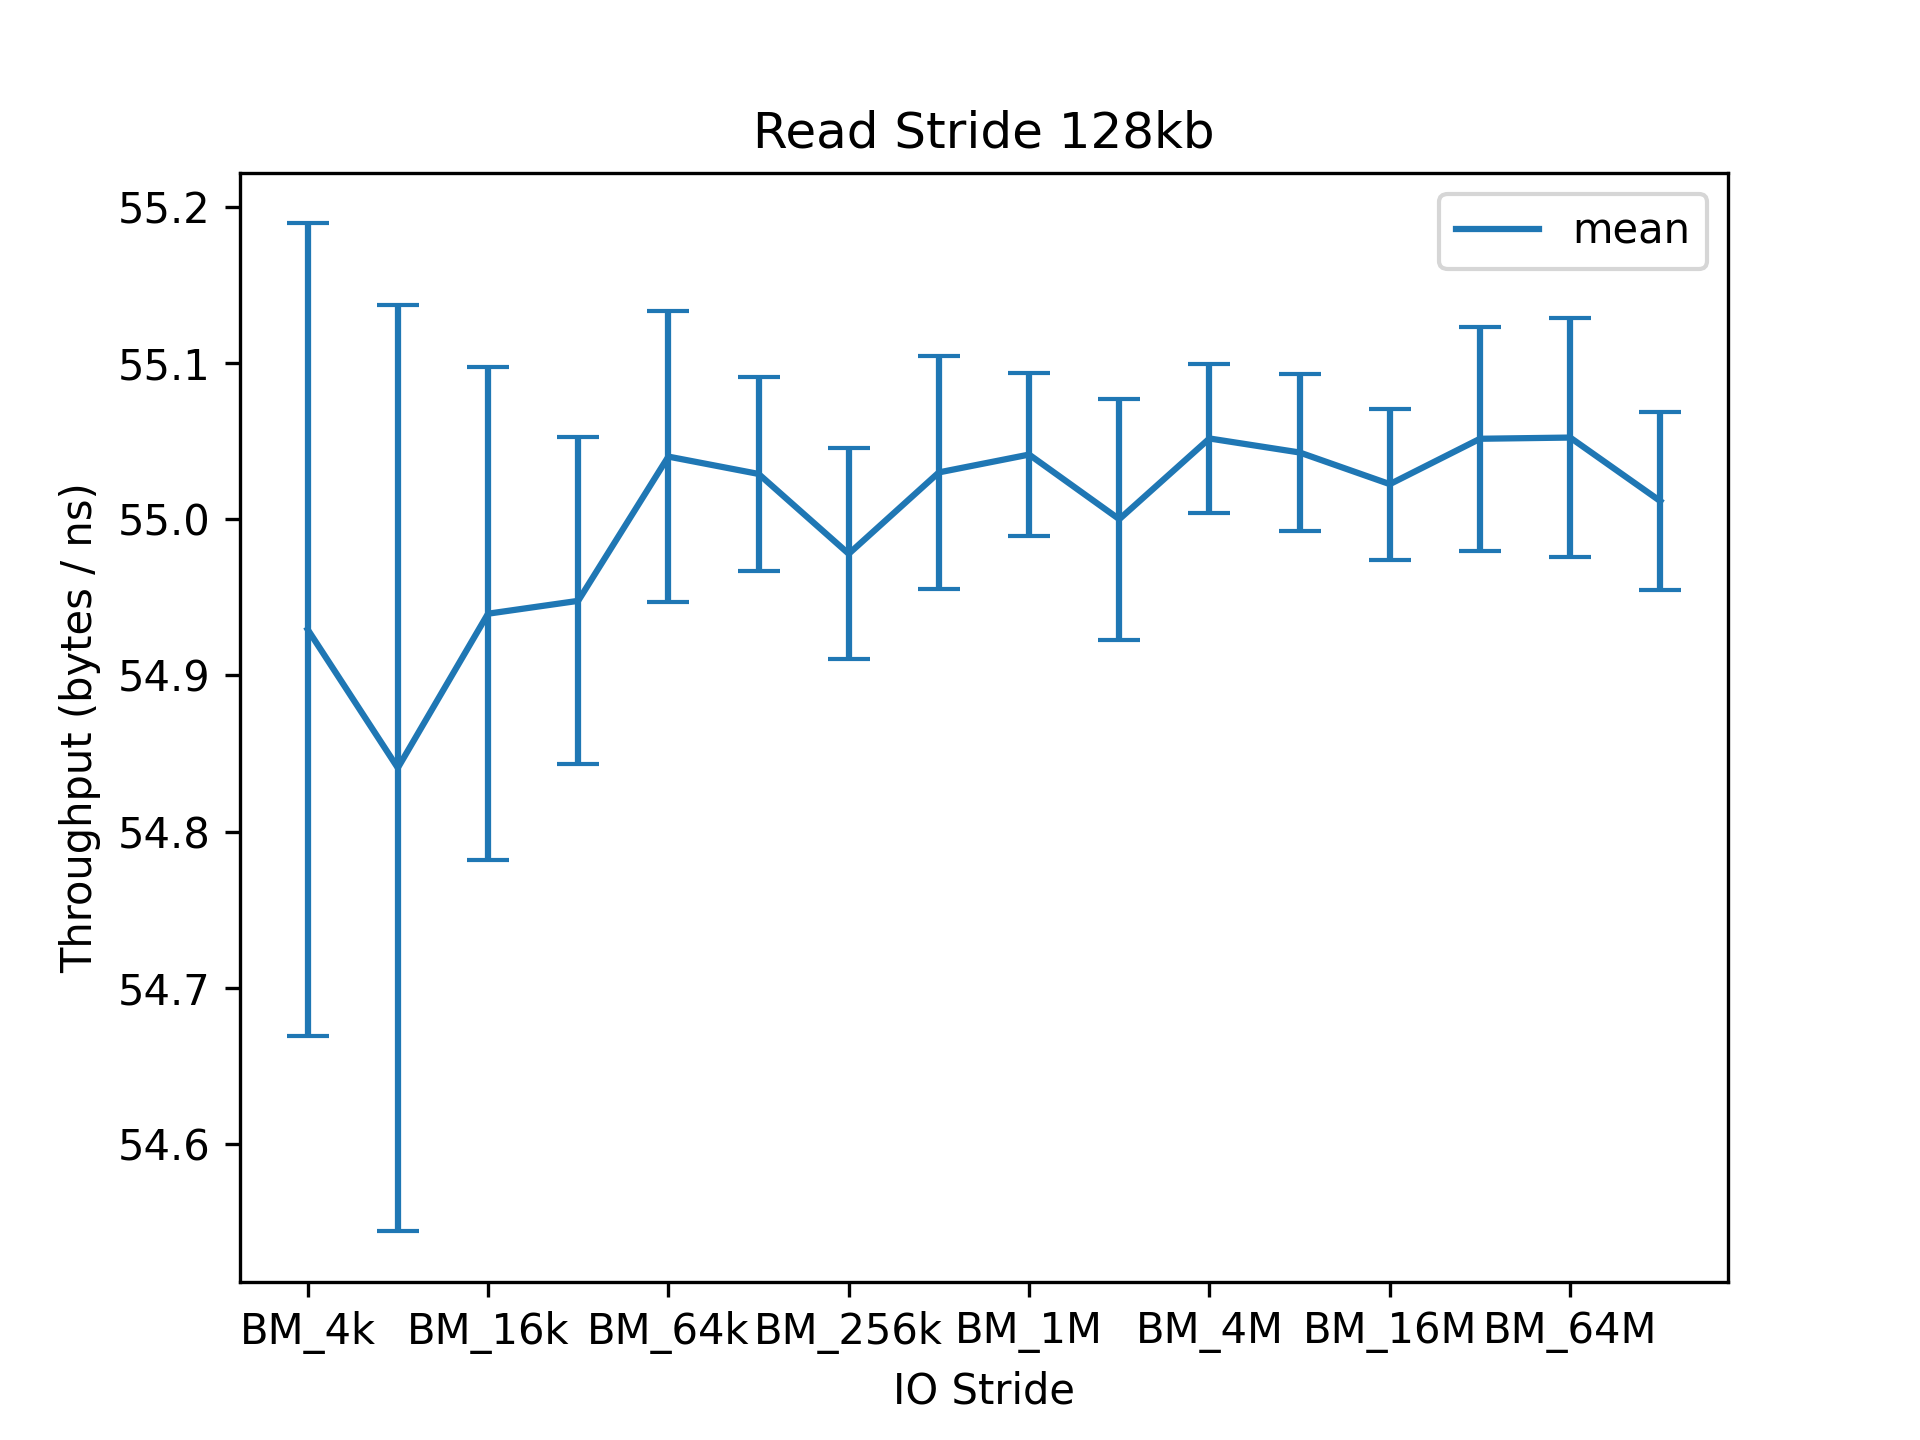 Read Stride 128kb
mean
55.2
55.1
55.0
54.9
54.8
54.7
54.6
Throughput (bytes / ns)
BM_4k BM_16k BM_64k BM_256k BM_1M BM_4M BM_16M BM_64M
IO Stride